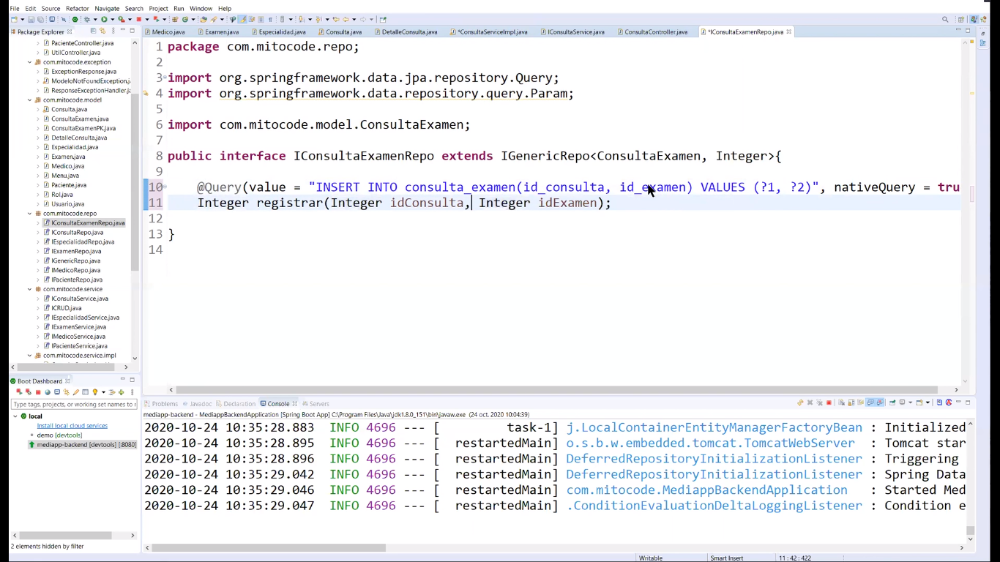 File Edit Source Refactor Navigate Search Project Run Window Help
Package Explorer
Medico.java Examen.java Especialidad.java Consulta.java DetalleConsulta.java *ConsultaServiceImpl.java IConsultaService.java ConsultaController.java *IConsultaExamenRepo.java
PacienteController.java
UtilController.java
com.mitocode.exception
ExceptionResponse.java
ModeloNotFoundException.j
ResponseExceptionHandler.ja
com.mitocode.model
Consulta.java
ConsultaExamen.java
ConsultaExamenPK.java
DetalleConsulta.java
Especialidad.java
Examen.java
Medico.java
Menu.java
Paciente.java
Rol.java
Usuario.java
com.mitocode.repo
IConsultaExamenRepo.java
IConsultaRepo.java
IEspecialidadRepo.java
IExamenRepo.java
IGenericRepo.java
IMedicoRepo.java
IPacienteRepo.java
com.mitocode.service
IConsultaService.java
ICRUD.java
IEspecialidadService.java
IExamenService.java
IMedicoService.java
IPacienteService.java
com.mitocode.service.impl
1 package com.mitocode.repo;
2
3 import org.springframework.data.jpa.repository.Query;
4 import org.springframework.data.repository.query.Param;
5
6 import com.mitocode.model.ConsultaExamen;
7
8 public interface IConsultaExamenRepo extends IGenericRepo<ConsultaExamen, Integer>{
9
10 @Query(value = "INSERT INTO consulta_examen(id_consulta, id_examen) VALUES (?1, ?2)", nativeQuery = tru
11 Integer registrar(Integer idConsulta, Integer idExamen);
12
13 }
14
Boot Dashboard
Type tags, projects, or working set names to r
local
Install local cloud services
demo [devtools]
mediapp-backend [devtools] [:8080]
2 elements hidden by filter
Problems Javadoc Declaration Console Servers
mediapp-backend - MediappBackendApplication [Spring Boot App] C:\Program Files\Java\jdk1.8.0_151\bin\javaw.exe (24 oct. 2020 10:04:39)
2020-10-24 10:35:28.883 INFO 4696 --- [ task-1] j.LocalContainerEntityManagerFactoryBean : Initialized
2020-10-24 10:35:28.895 INFO 4696 --- [ restartedMain] o.s.b.w.embedded.tomcat.TomcatWebServer : Tomcat star
2020-10-24 10:35:28.896 INFO 4696 --- [ restartedMain] DeferredRepositoryInitializationListener : Triggering
2020-10-24 10:35:29.042 INFO 4696 --- [ restartedMain] DeferredRepositoryInitializationListener : Spring Data
2020-10-24 10:35:29.046 INFO 4696 --- [ restartedMain] com.mitocode.MediappBackendApplication : Started Med
2020-10-24 10:35:29.047 INFO 4696 --- [ restartedMain] .ConditionEvaluationDeltaLoggingListener : Condition e
Writable Smart Insert 11 : 42 : 422